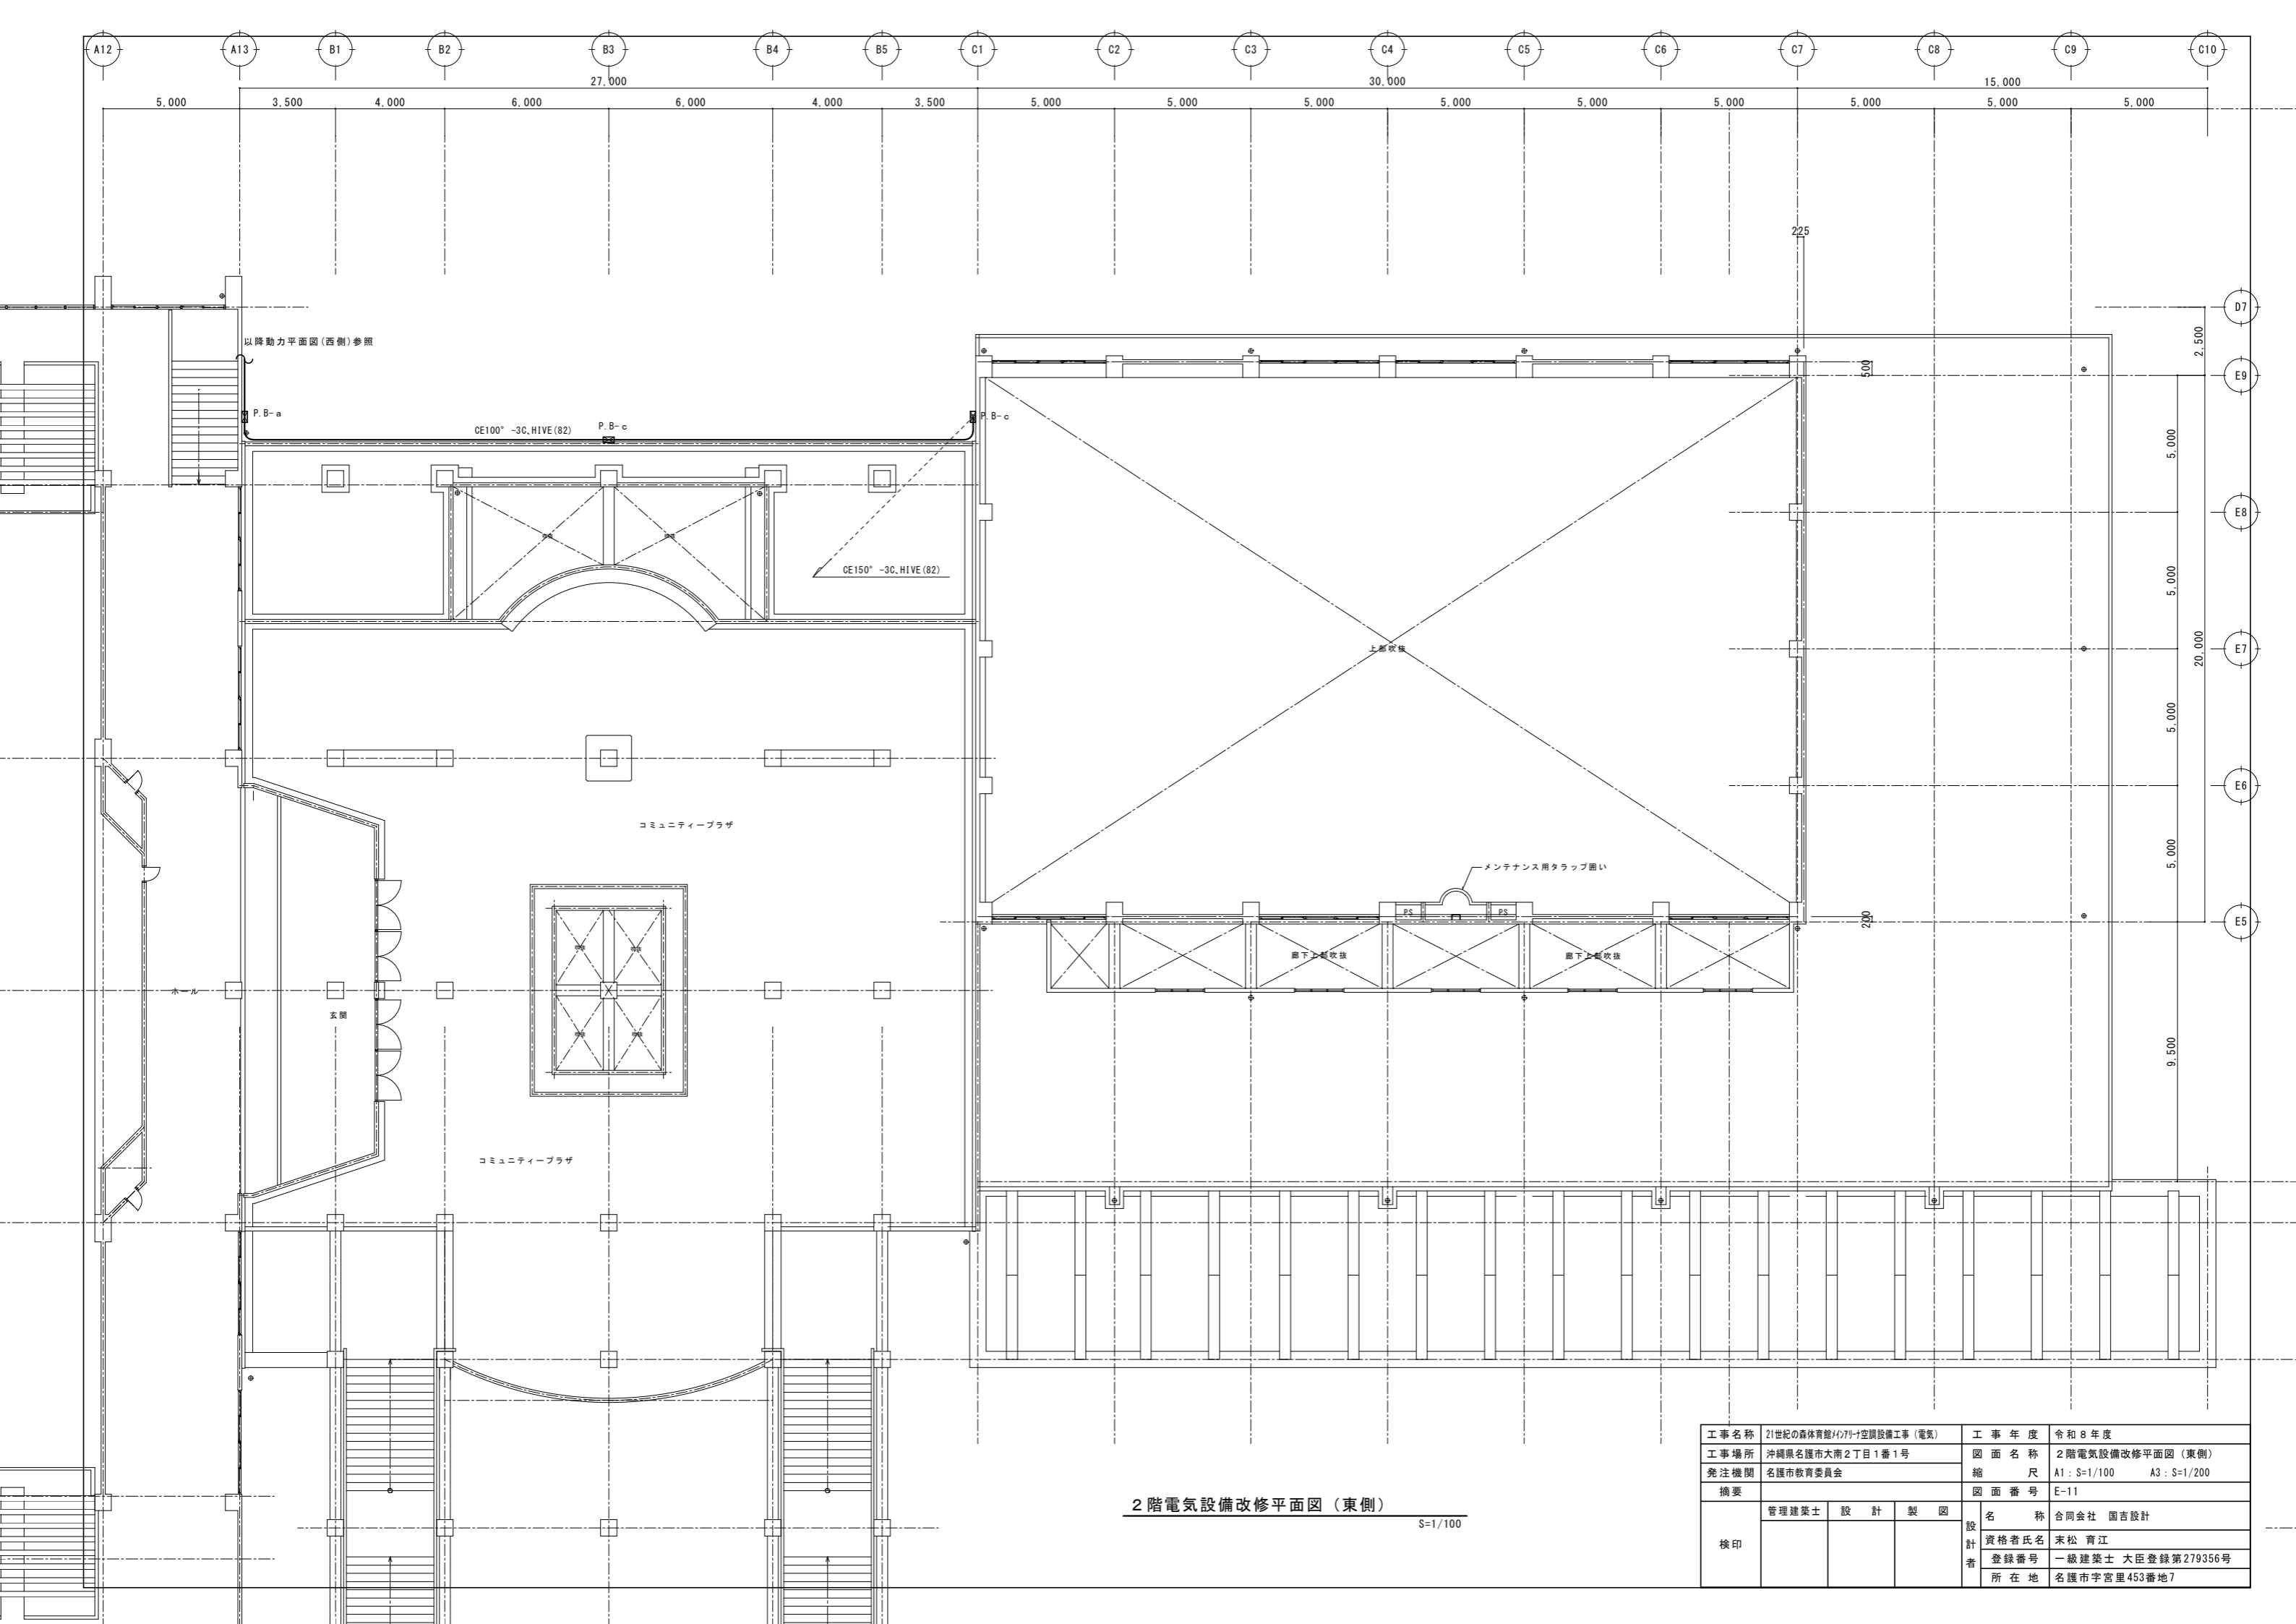 A12 A13 B1 B2 B3 B4 B5 C1 C2 C3 C4 C5 C6 C7 C8 C9 C10
27,000 30,000 15,000
5,000 3,500 4,000 6,000 6,000 4,000 3,500 5,000 5,000 5,000 5,000 5,000 5,000 5,000 5,000 5,000
225
D7
2,500
以降動力平面図(西側)参照
500
E9
P.B-a
P.B-c
P.B-c
CE100°-3C、HIVE(82)
5,000
E8
吹抜
吹抜
CE150°-3C、HIVE(82)
5,000
上部吹抜
20,000
E7
5,000
E6
コミュニティープラザ
5,000
メンテナンス用タラップ囲い
PS
PS
200
E5
吹抜
吹抜
廊下上部吹抜
廊下上部吹抜
ホール
玄関
吹抜
吹抜
9,500
コミュニティープラザ
2階電気設備改修平面図(東側)
S=1/100
工事名称 21世紀の森体育館メインアリーナ空調設備工事(電気) 工事年度 令和8年度
工事場所 沖縄県名護市大南2丁目1番1号 図面名称 2階電気設備改修平面図(東側)
発注機関 名護市教育委員会 縮尺 A1:S=1/100 A3:S=1/200
摘要 図面番号 E-11
検印 管理建築士 設計 製図 設計者 名称 合同会社 国吉設計
資格者氏名 末松 育江
登録番号 一級建築士 大臣登録第279356号
所在地 名護市字宮里453番地7